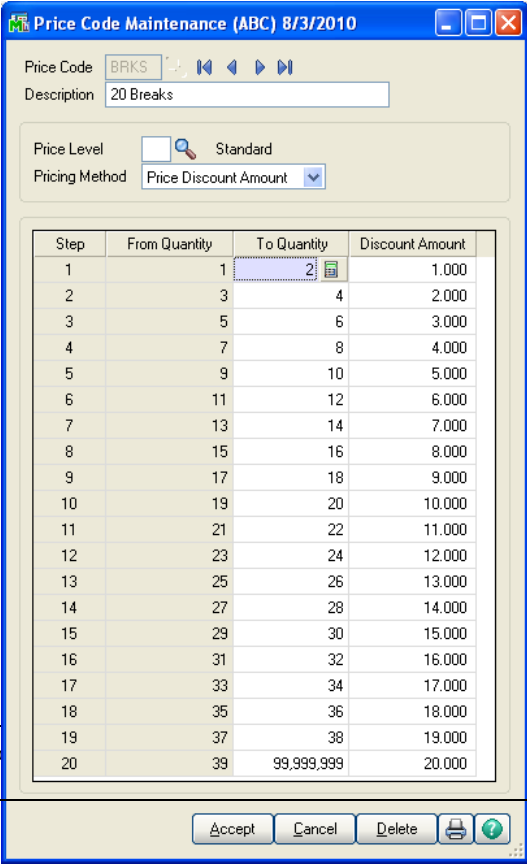 Price Code Maintenance (ABC) 8/3/2010
Price Code BRKS
Description 20 Breaks
Price Level Standard
Pricing Method Price Discount Amount
Step From Quantity To Quantity Discount Amount
1 1 2 1.000
2 3 4 2.000
3 5 6 3.000
4 7 8 4.000
5 9 10 5.000
6 11 12 6.000
7 13 14 7.000
8 15 16 8.000
9 17 18 9.000
10 19 20 10.000
11 21 22 11.000
12 23 24 12.000
13 25 26 13.000
14 27 28 14.000
15 29 30 15.000
16 31 32 16.000
17 33 34 17.000
18 35 36 18.000
19 37 38 19.000
20 39 99,999,999 20.000
Accept Cancel Delete